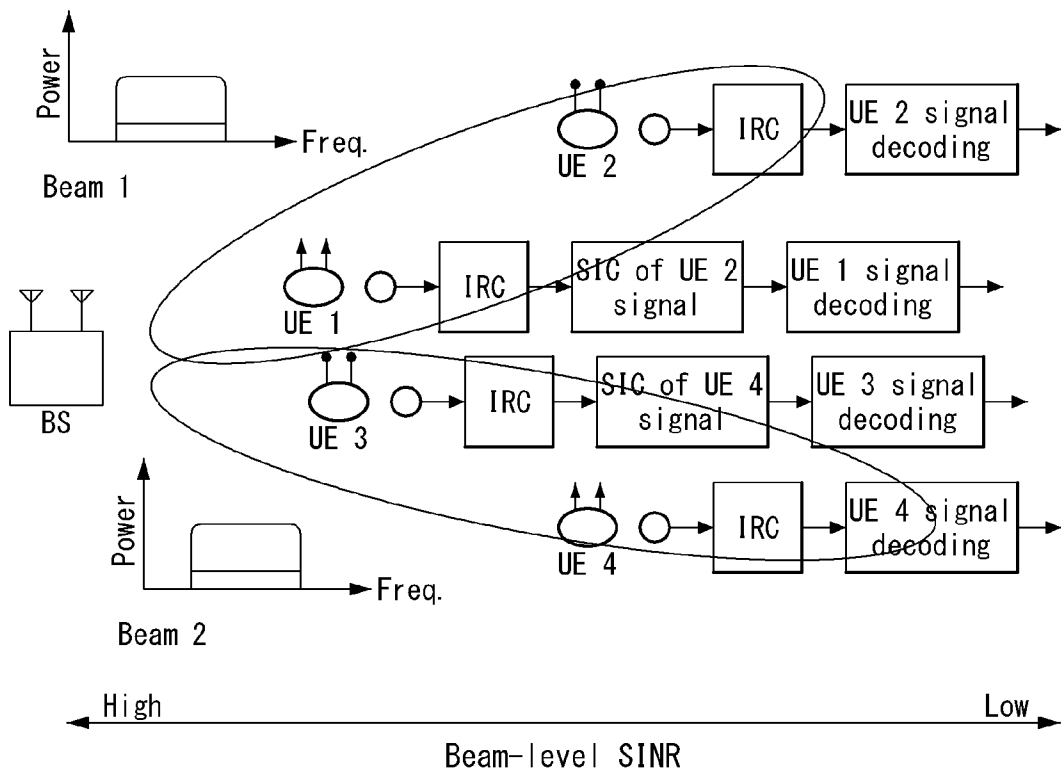 Power
Freq.
Beam 1
UE 2
IRC
UE 2 signal
decoding
UE 1
IRC
SIC of UE 2
signal
UE 1 signal
decoding
BS
UE 3
IRC
SIC of UE 4
signal
UE 3 signal
decoding
Power
Freq.
Beam 2
UE 4
IRC
UE 4 signal
decoding
High
Low
Beam-level SINR